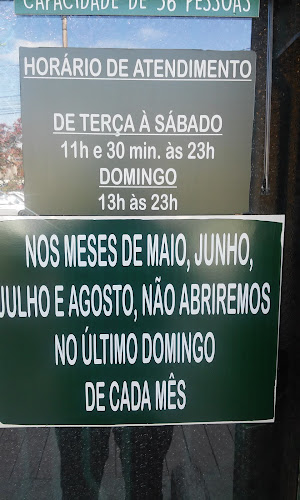 CAPACIDADE DE 56 PESSOAS
HORÁRIO DE ATENDIMENTO
DE TERÇA À SÁBADO
11h e 30 min. às 23h
DOMINGO
13h às 23h
NOS MESES DE MAIO, JUNHO,
JULHO E AGOSTO, NÃO ABRIREMOS
NO ÚLTIMO DOMINGO
DE CADA MÊS